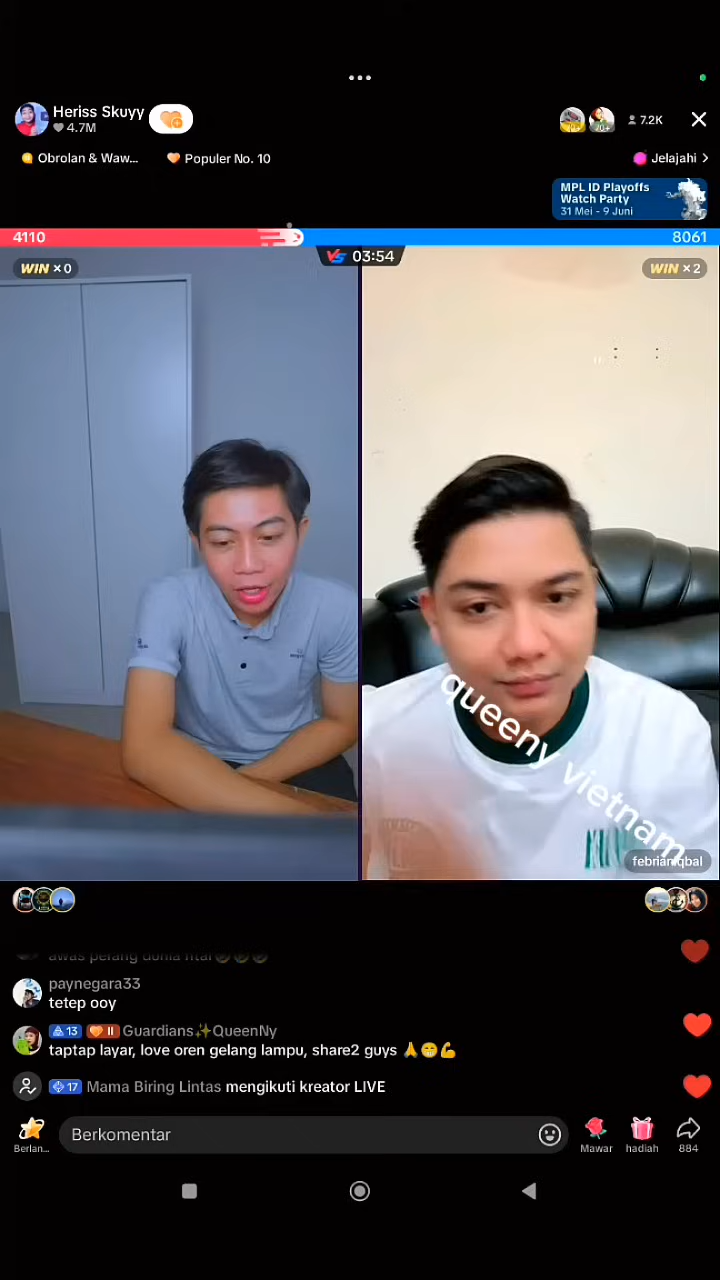 Heriss Skuyy
4.7M
7.2K
Obrolan & Waw...
Populer No. 10
Jelajahi >
MPL ID Playoffs
Watch Party
31 Mei - 9 Juni
4110
8061
VS 03:54
WIN ×0
WIN ×2
queeny vietnam
febrianiqbal
paynegara33
tetep ooy
13 II Guardians✨QueenNy
taptap layar, love oren gelang lampu, share2 guys 🙏😁💪
17 Mama Biring Lintas mengikuti kreator LIVE
Berlan...
Berkomentar
Mawar
hadiah
884